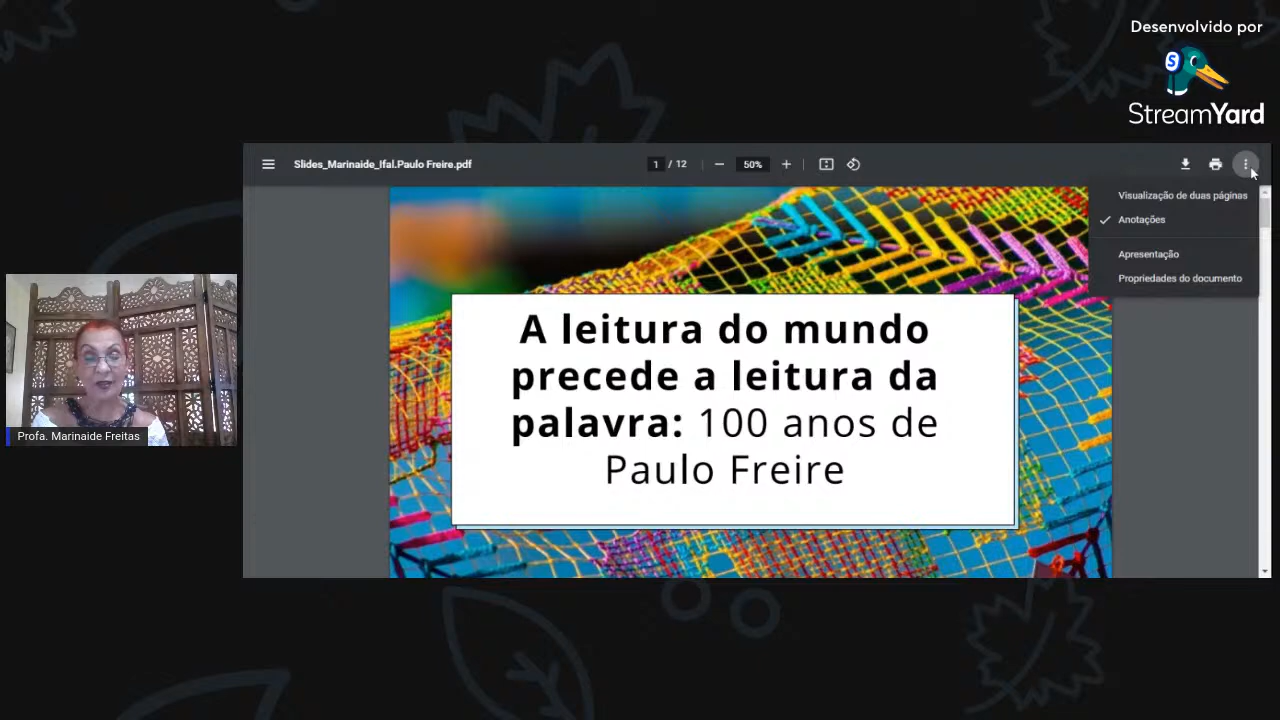 Desenvolvido por
StreamYard
Slides_Marinaide_Ifal.Paulo Freire.pdf
1 / 12
50%
Visualização de duas páginas
Anotações
Apresentação
Propriedades do documento
A leitura do mundo
precede a leitura da
palavra: 100 anos de
Paulo Freire
Profa. Marinaide Freitas